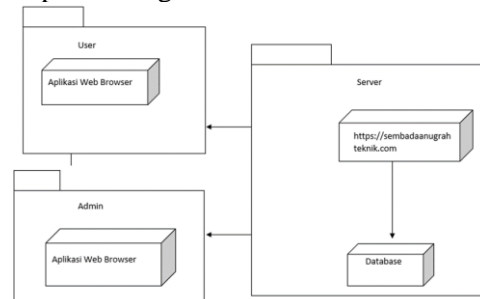 User
Aplikasi Web Browser
Server
https://sembadaanugrah
teknik.com
Admin
Aplikasi Web Browser
Database